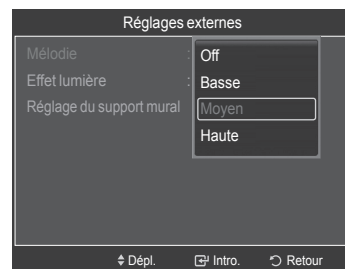 Réglages externes
Mélodie : Off
Effet lumière : Basse
Réglage du support mural Moyen
Haute
Dépl. Intro. Retour